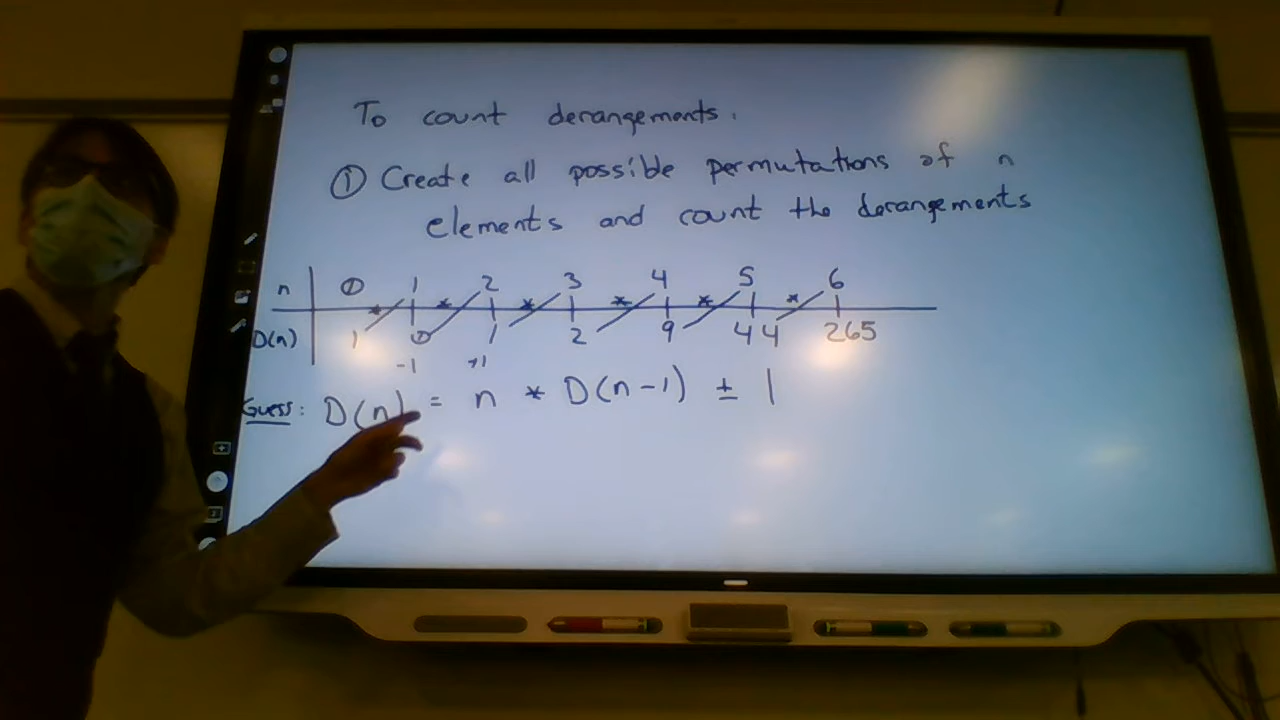 To count derangements.
① Create all possible permutations of n
elements and count the derangements
n 0 1 2 3 4 5 6
* * * * * *
D(n) 1 0 1 2 9 44 265
-1 +1
Guess: D(n) = n * D(n-1) ± 1